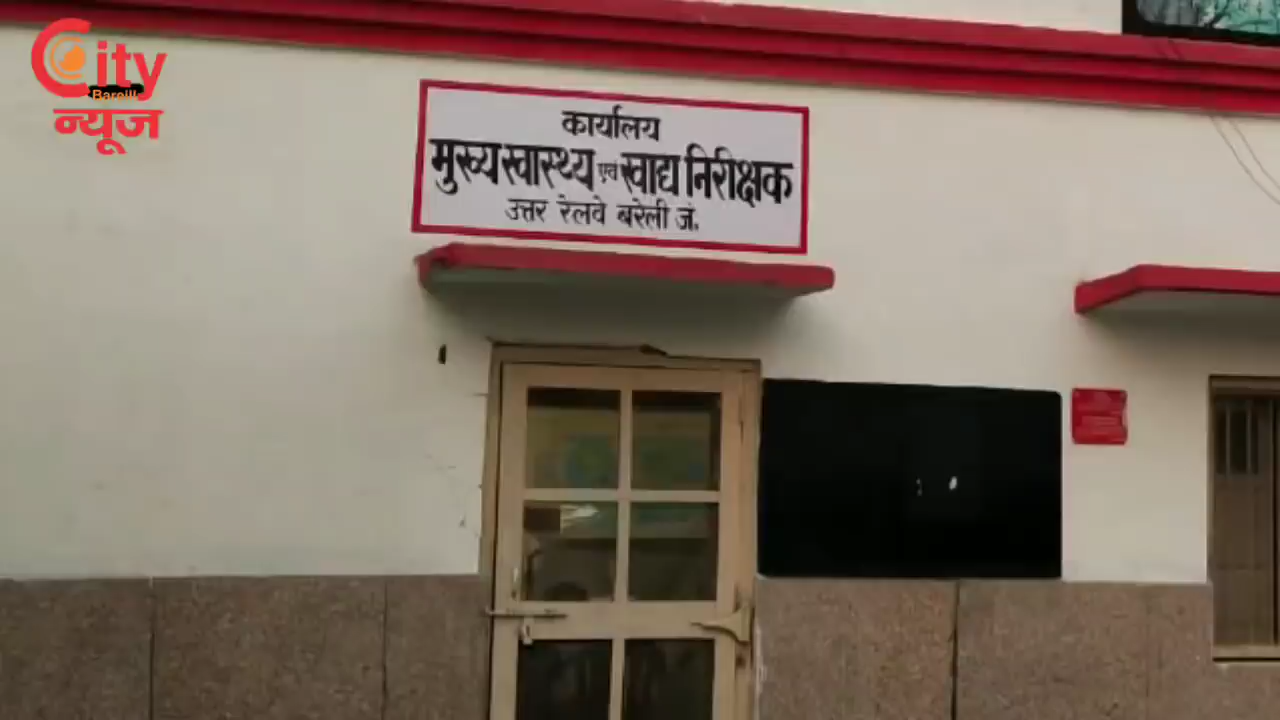 City
Bareilly
न्यूज
कार्यालय
मुख्य स्वास्थ्य एवं खाद्य निरीक्षक
उत्तर रेलवे बरेली जं.